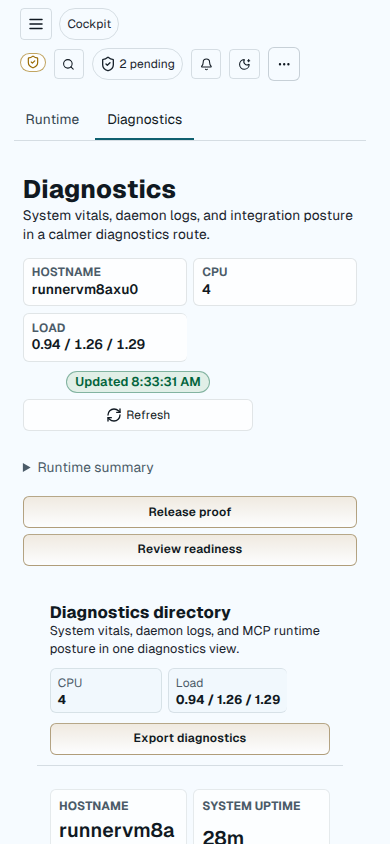 Cockpit
2 pending
Runtime
Diagnostics
Diagnostics
System vitals, daemon logs, and integration posture
in a calmer diagnostics route.
HOSTNAME
runnervm8axu0
CPU
4
LOAD
0.94 / 1.26 / 1.29
Updated 8:33:31 AM
Refresh
Runtime summary
Release proof
Review readiness
Diagnostics directory
System vitals, daemon logs, and MCP runtime
posture in one diagnostics view.
CPU
4
Load
0.94 / 1.26 / 1.29
Export diagnostics
HOSTNAME
runnervm8a
SYSTEM UPTIME
28m